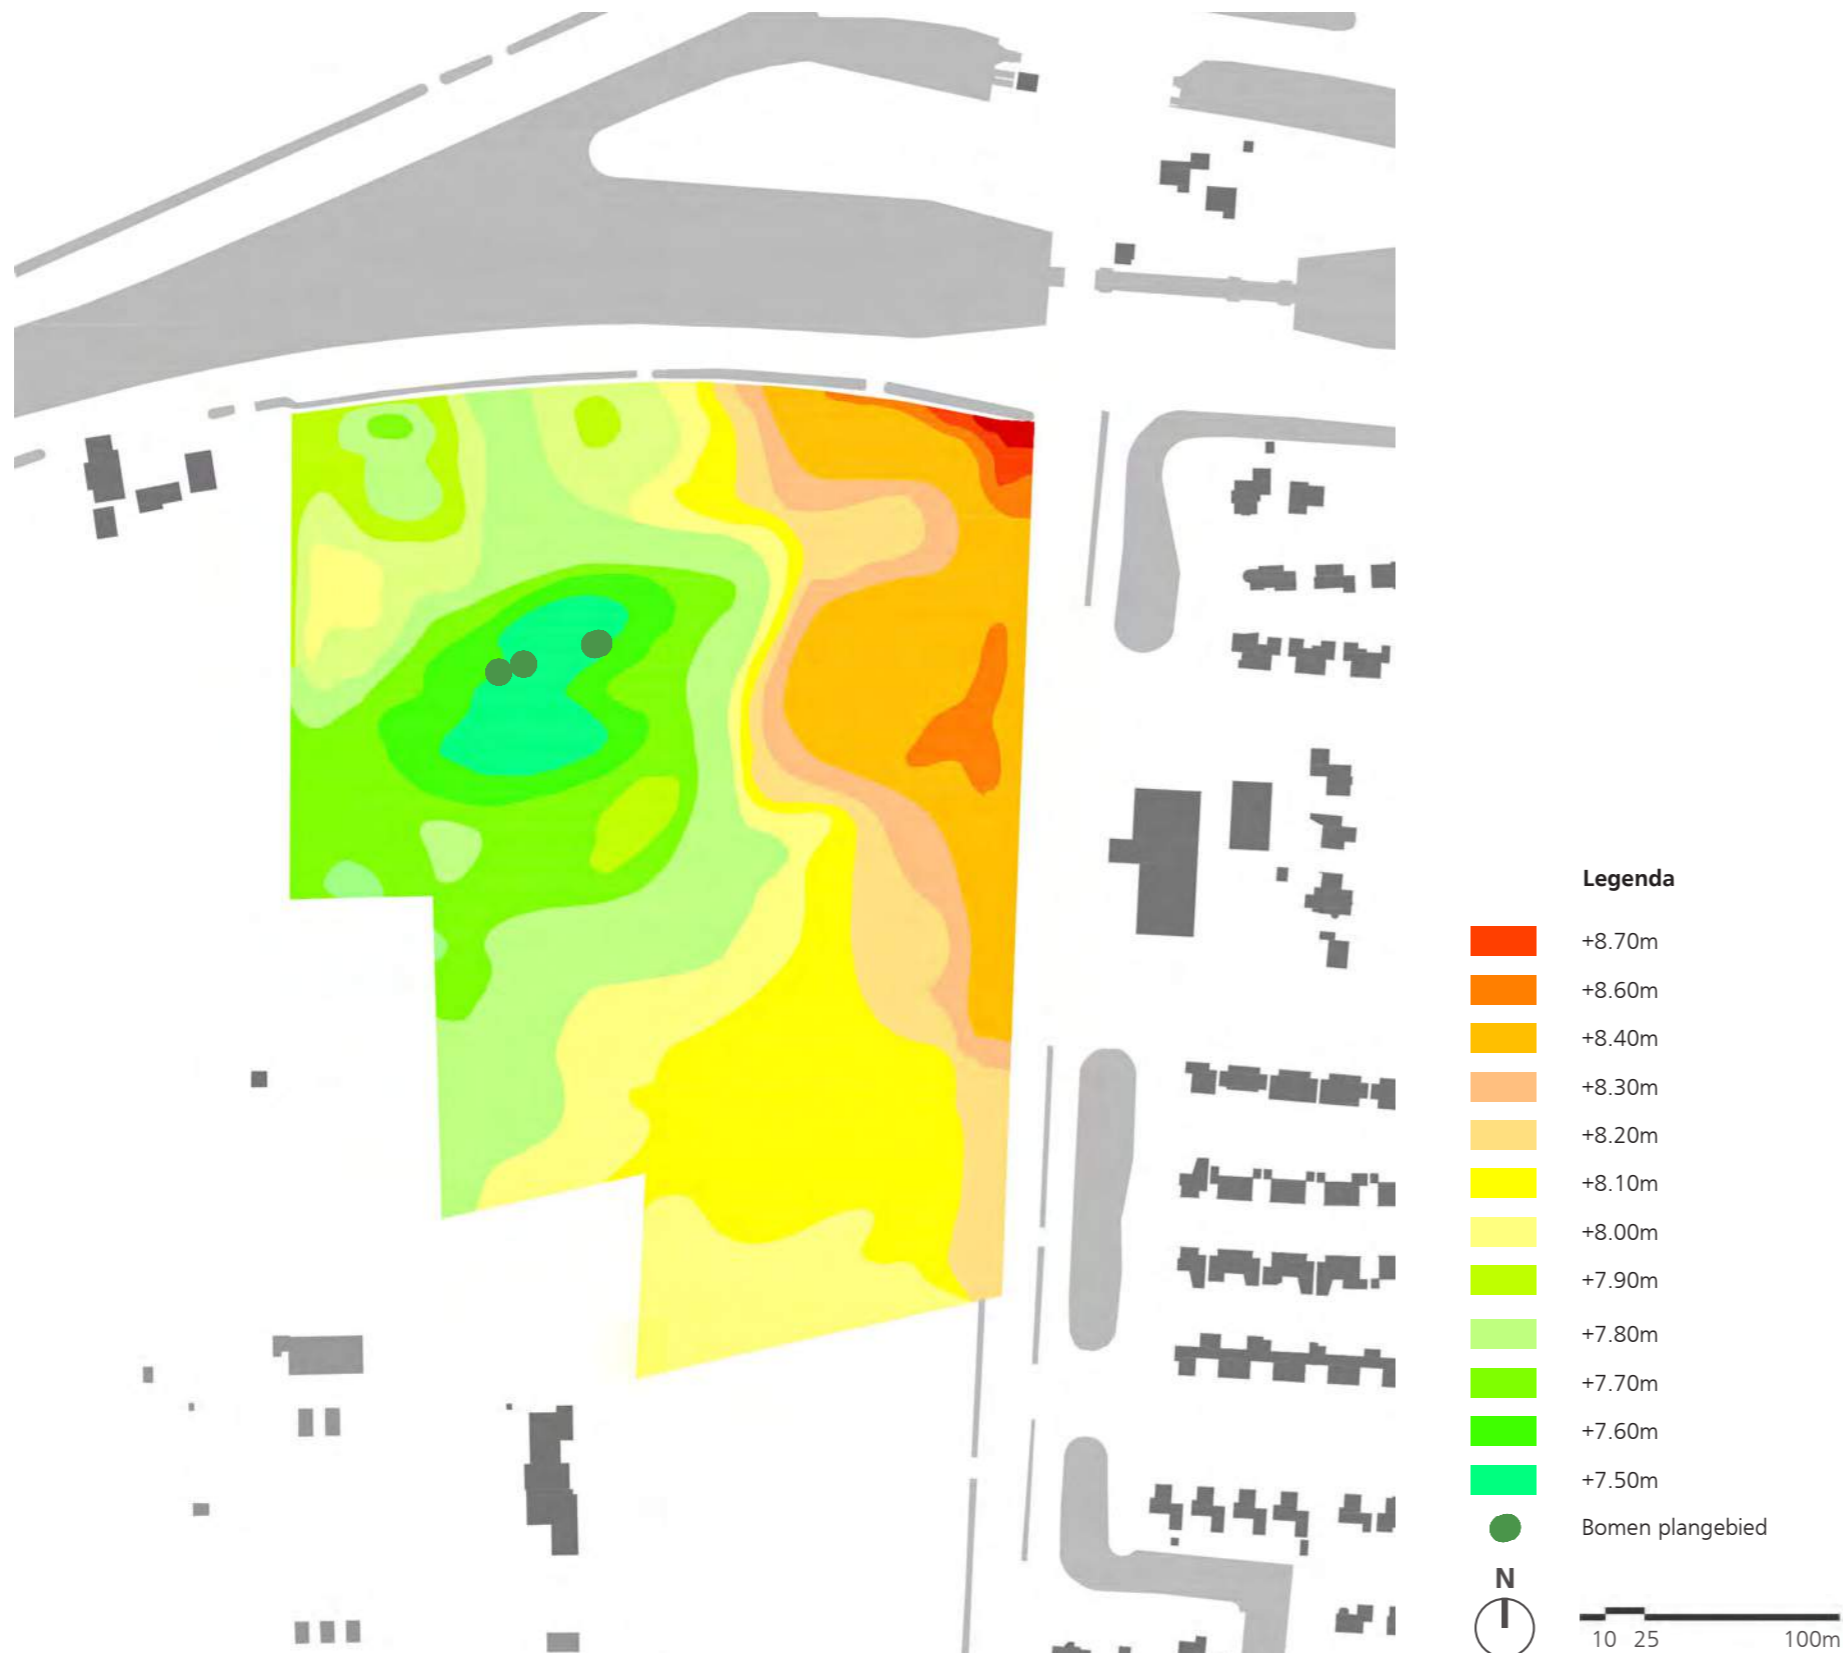 Legenda
+8.70m
+8.60m
+8.40m
+8.30m
+8.20m
+8.10m
+8.00m
+7.90m
+7.80m
+7.70m
+7.60m
+7.50m
Bomen plangebied
N
10 25 100m